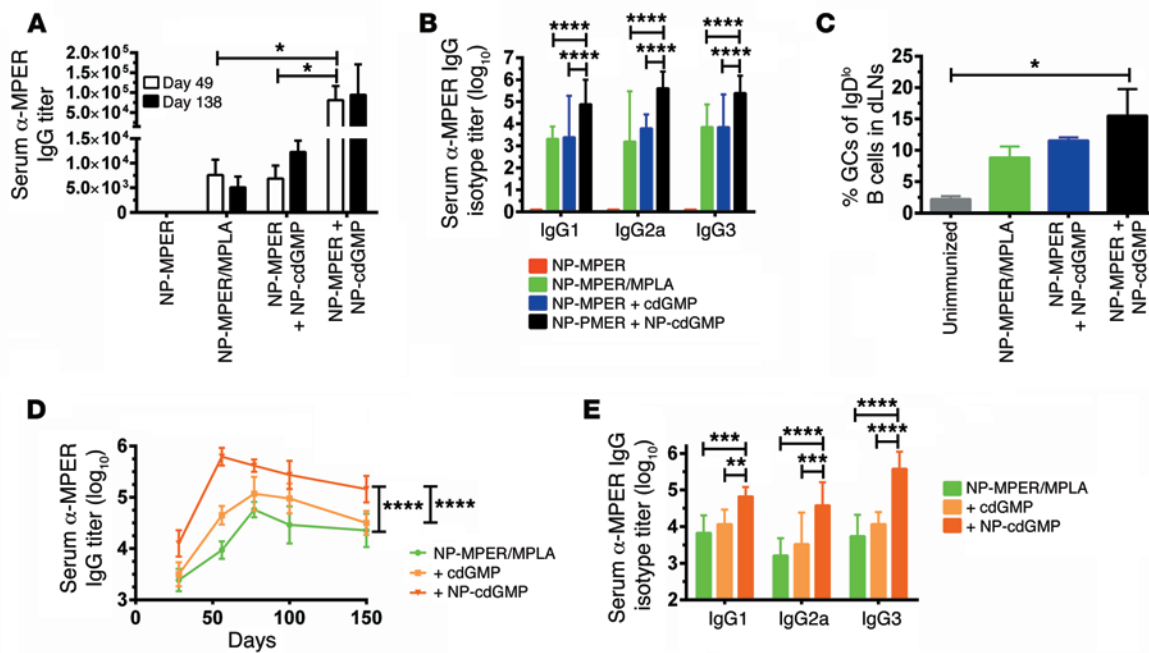 A
Serum α-MPER
IgG titer
2.0×10⁵
1.5×10⁵
1.0×10⁵
5.0×10⁴
1.5×10⁴
1.0×10⁴
5.0×10³
0
*
*
Day 49
Day 138
NP-MPER
NP-MPER/MPLA
NP-MPER
+ NP-cdGMP
NP-MPER +
NP-cdGMP
B
Serum α-MPER IgG
isotype titer (log₁₀)
7
6
5
4
3
2
1
0
****
****
****
****
****
****
IgG1
IgG2a
IgG3
NP-MPER
NP-MPER/MPLA
NP-MPER + cdGMP
NP-PMER + NP-cdGMP
C
% GCs of IgDˡᵒ
B cells in dLNs
25
20
15
10
5
0
*
Unimmunized
NP-MPER/MPLA
NP-MPER
+ NP-cdGMP
NP-MPER +
NP-cdGMP
D
Serum α-MPER
IgG titer (log₁₀)
6
5
4
3
0
50
100
150
Days
****
****
NP-MPER/MPLA
+ cdGMP
+ NP-cdGMP
E
Serum α-MPER IgG
isotype titer (log₁₀)
6
5
4
3
2
***
**
****
***
****
****
IgG1
IgG2a
IgG3
NP-MPER/MPLA
+ cdGMP
+ NP-cdGMP